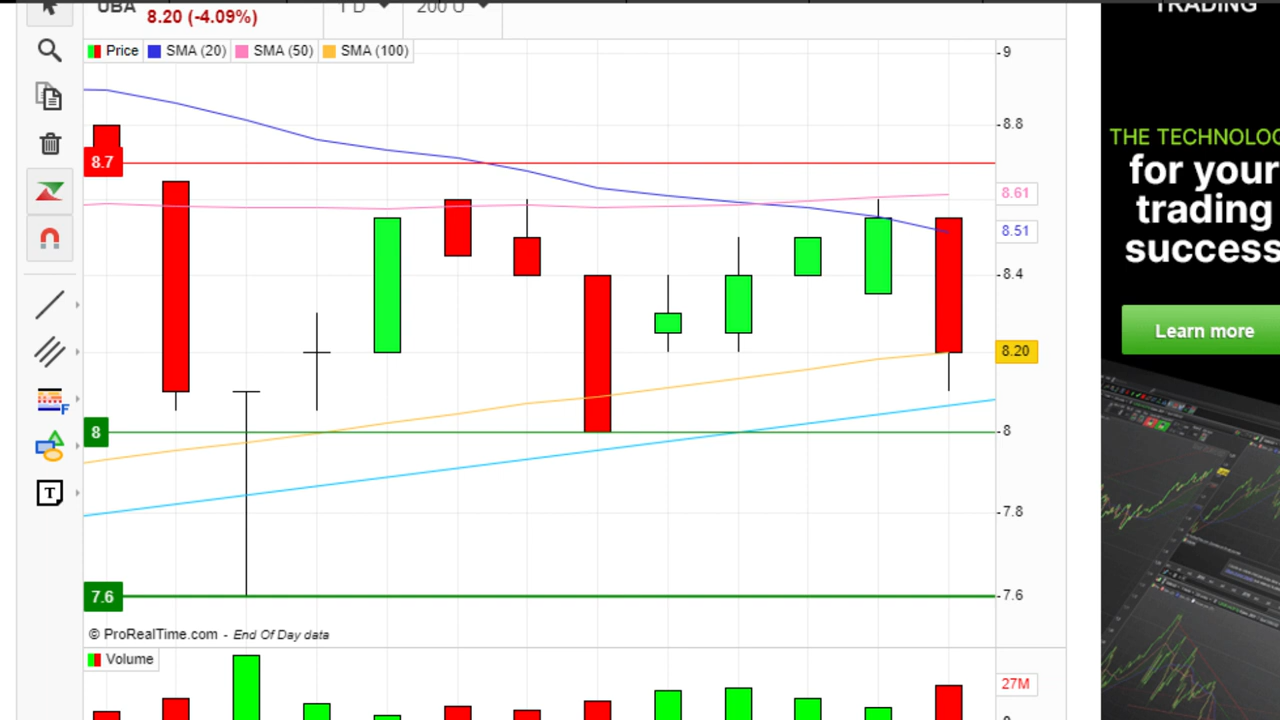 UBA 8.20 (-4.09%) 1 D 200 U
Price SMA (20) SMA (50) SMA (100)
9
8.8
8.7
8.61
8.51
8.4
8.20
8
8
7.8
7.6
7.6
© ProRealTime.com - End Of Day data
Volume
27M
F
T
TRADING
THE TECHNOLOG
for your
trading
success
Learn more